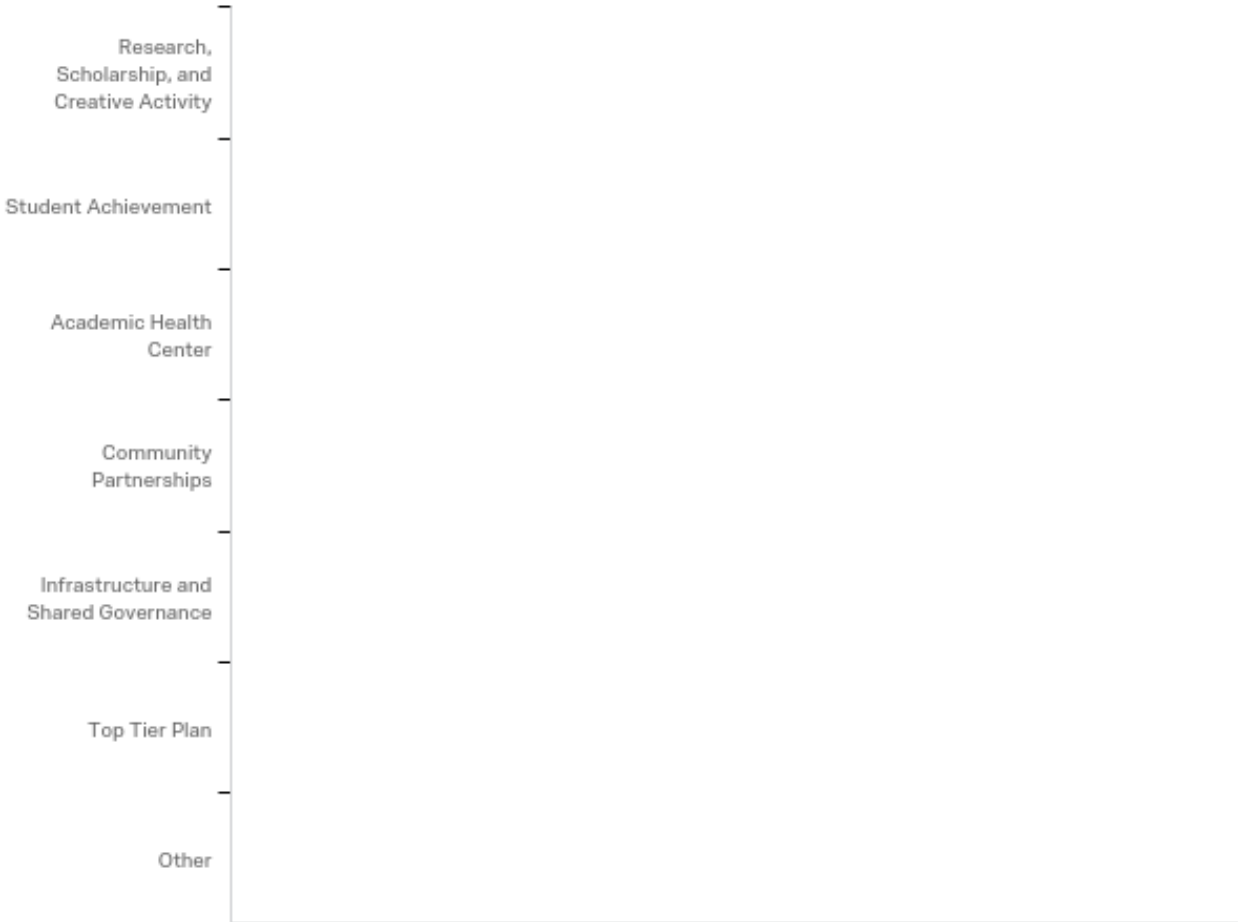 Research,
Scholarship, and
Creative Activity
Student Achievement
Academic Health
Center
Community
Partnerships
Infrastructure and
Shared Governance
Top Tier Plan
Other